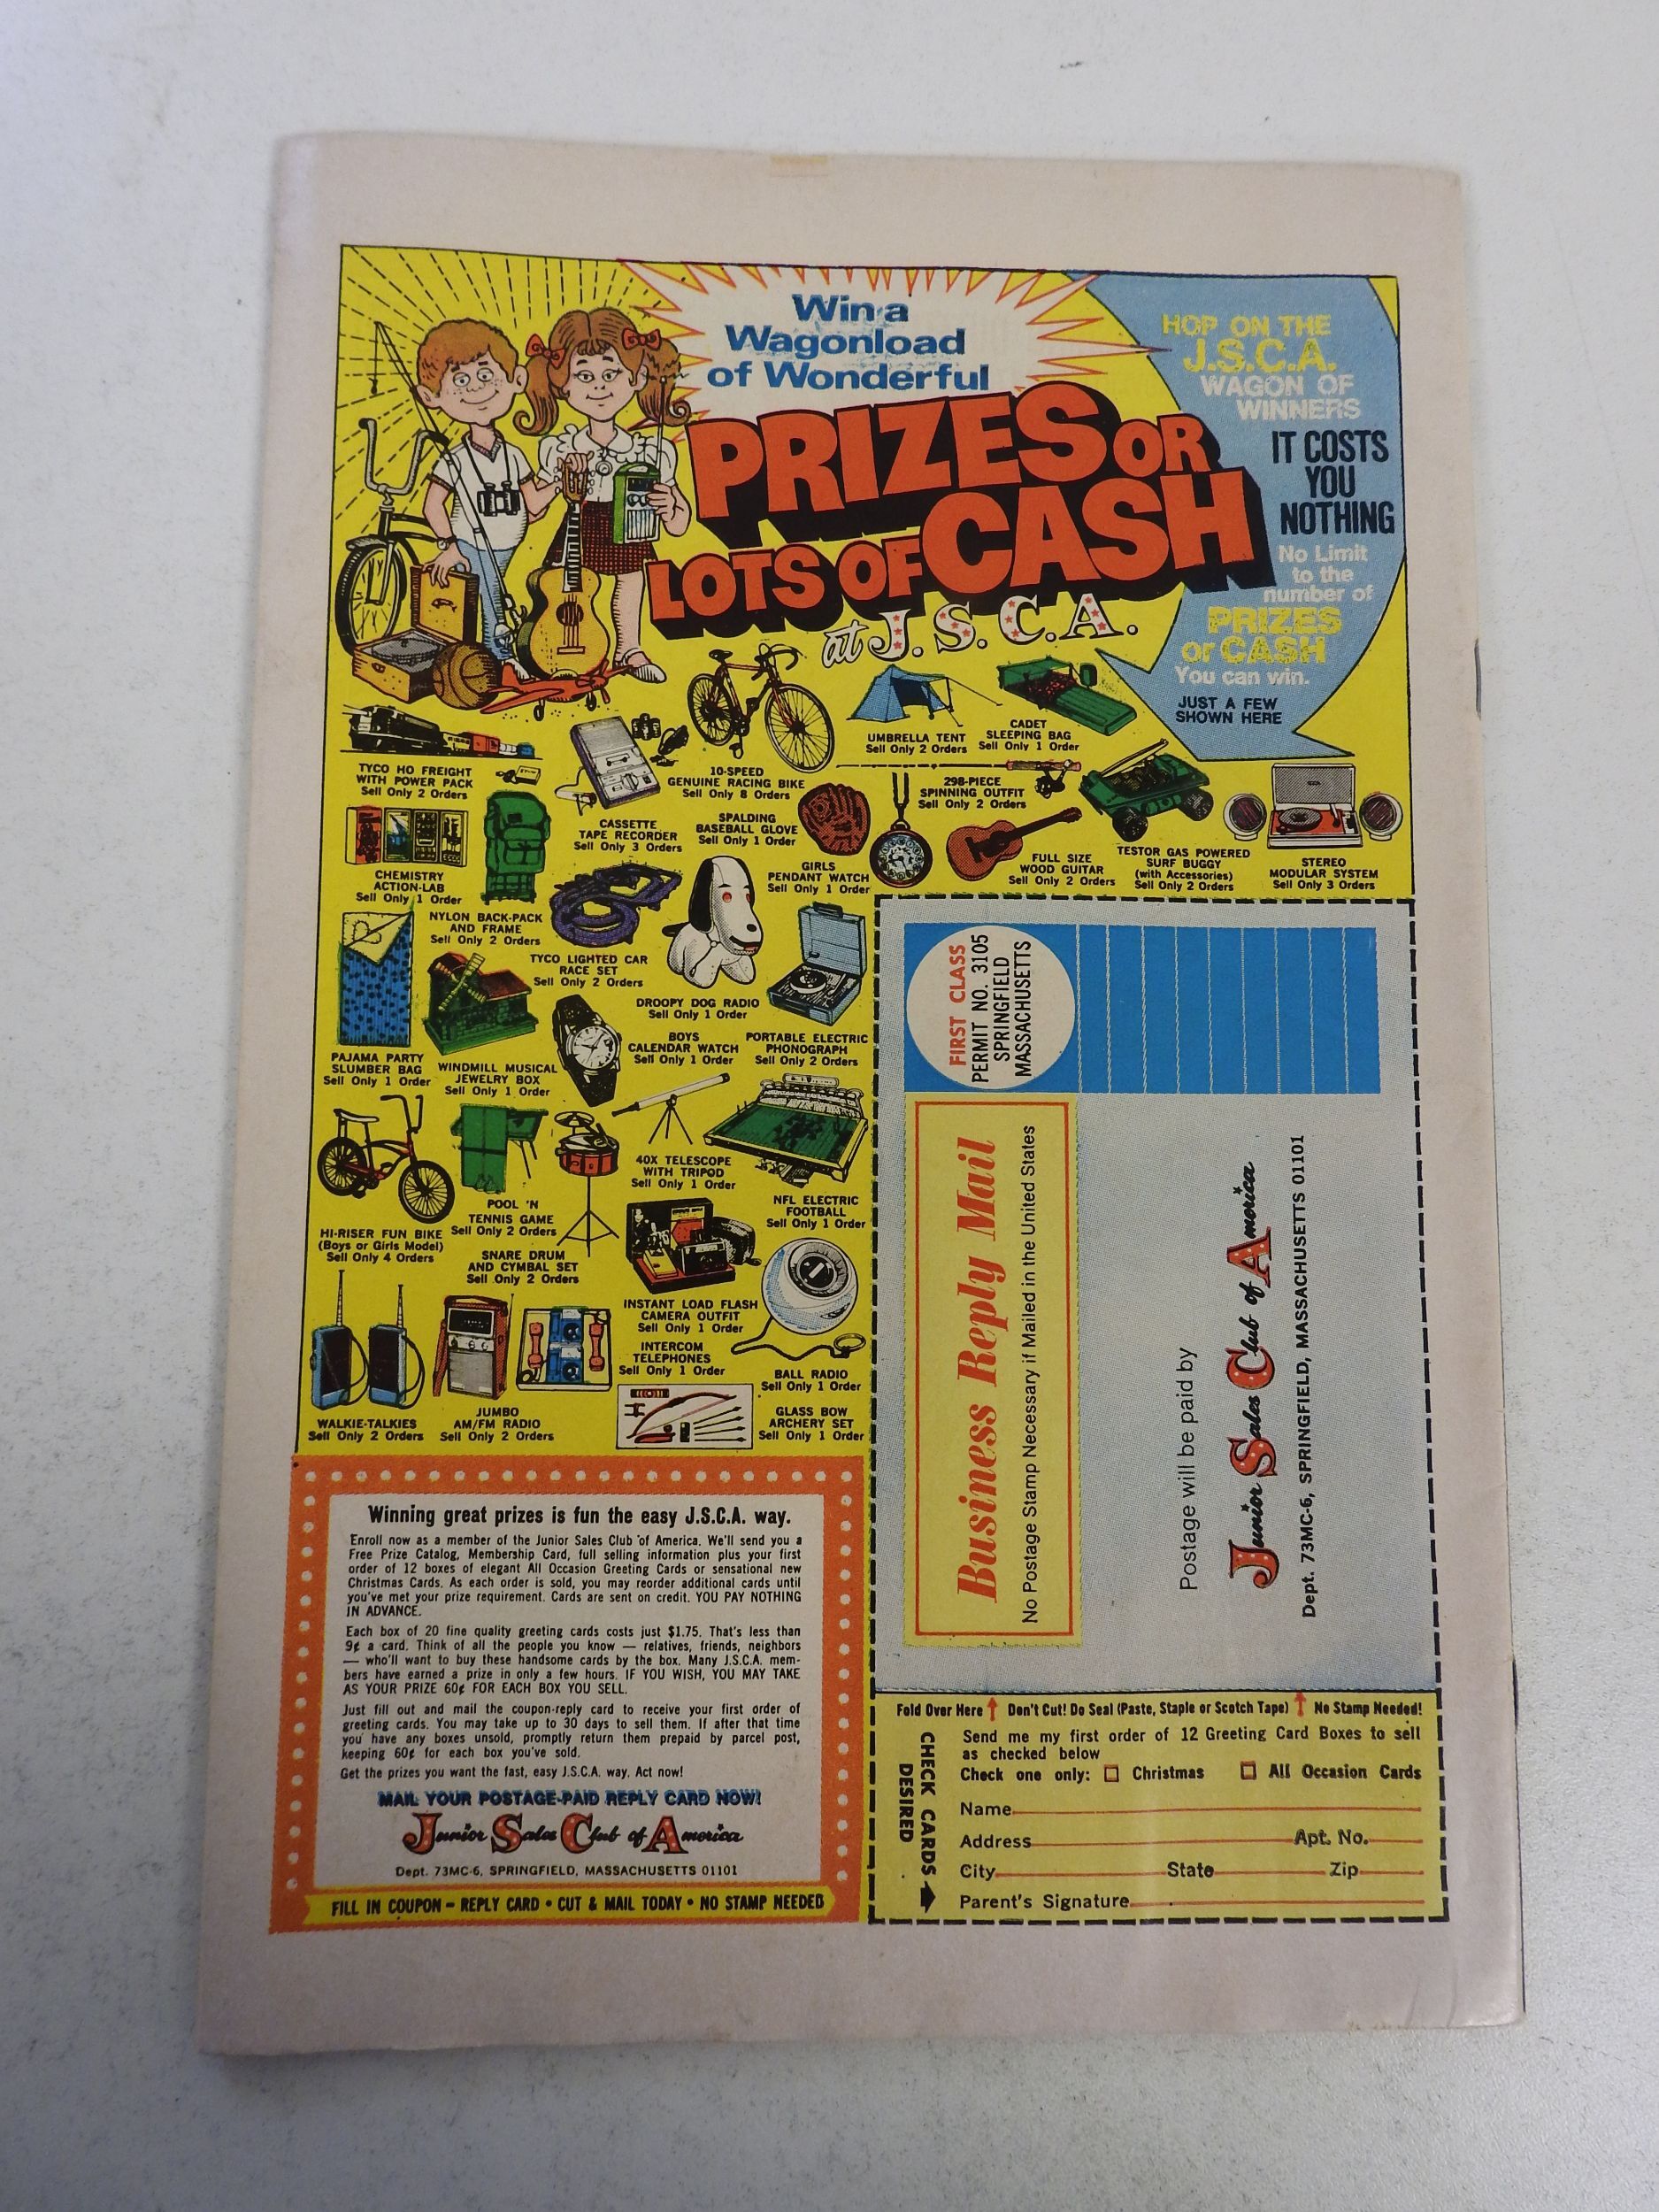 Win a
Wagonload
of Wonderful
PRIZES OR
LOTS OF CASH
at J.S.C.A.
HOP ON THE
J.S.C.A.
WAGON OF
WINNERS
IT COSTS
YOU
NOTHING
No Limit
to the
number of
PRIZES
or CASH
You can win.
JUST A FEW
SHOWN HERE
TYCO HO FREIGHT
WITH POWER PACK
Sell Only 2 Orders
CASSETTE
TAPE RECORDER
Sell Only 3 Orders
10-SPEED
GENUINE RACING BIKE
Sell Only 8 Orders
UMBRELLA TENT
Sell Only 2 Orders
CADET
SLEEPING BAG
Sell Only 1 Order
298-PIECE
SPINNING OUTFIT
Sell Only 2 Orders
SPALDING
BASEBALL GLOVE
Sell Only 1 Order
GIRLS
PENDANT WATCH
Sell Only 1 Order
FULL SIZE
WOOD GUITAR
Sell Only 2 Orders
TESTOR GAS POWERED
SURF BUGGY
(with Accessories)
Sell Only 2 Orders
STEREO
MODULAR SYSTEM
Sell Only 3 Orders
CHEMISTRY
ACTION-LAB
Sell Only 1 Order
NYLON BACK-PACK
AND FRAME
Sell Only 2 Orders
TYCO LIGHTED CAR
RACE SET
Sell Only 2 Orders
DROOPY DOG RADIO
Sell Only 1 Order
PAJAMA PARTY
SLUMBER BAG
Sell Only 1 Order
WINDMILL MUSICAL
JEWELRY BOX
Sell Only 1 Order
BOYS
CALENDAR WATCH
Sell Only 1 Order
PORTABLE ELECTRIC
PHONOGRAPH
Sell Only 2 Orders
HI-RISER FUN BIKE
(Boys or Girls Model)
Sell Only 4 Orders
POOL 'N
TENNIS GAME
Sell Only 2 Orders
SNARE DRUM
AND CYMBAL SET
Sell Only 2 Orders
40X TELESCOPE
WITH TRIPOD
Sell Only 1 Order
NFL ELECTRIC
FOOTBALL
Sell Only 1 Order
INSTANT LOAD FLASH
CAMERA OUTFIT
Sell Only 1 Order
INTERCOM
TELEPHONES
Sell Only 1 Order
BALL RADIO
Sell Only 1 Order
WALKIE-TALKIES
Sell Only 2 Orders
JUMBO
AM/FM RADIO
Sell Only 2 Orders
GLASS BOW
ARCHERY SET
Sell Only 1 Order
Winning great prizes is fun the easy J.S.C.A. way.
Enroll now as a member of the Junior Sales Club of America. We'll send you a
Free Prize Catalog, Membership Card, full selling information plus your first
order of 12 boxes of elegant All Occasion Greeting Cards or sensational new
Christmas Cards. As each order is sold, you may reorder additional cards until
you've met your prize requirement. Cards are sent on credit. YOU PAY NOTHING
IN ADVANCE.
Each box of 20 fine quality greeting cards costs just $1.75. That's less than
9¢ a card. Think of all the people you know — relatives, friends, neighbors
— who'll want to buy these handsome cards by the box. Many J.S.C.A. mem-
bers have earned a prize in only a few hours. IF YOU WISH, YOU MAY TAKE
AS YOUR PRIZE 60¢ FOR EACH BOX YOU SELL.
Just fill out and mail the coupon-reply card to receive your first order of
greeting cards. You may take up to 30 days to sell them. If after that time
you have any boxes unsold, promptly return them prepaid by parcel post,
keeping 60¢ for each box you've sold.
Get the prizes you want the fast, easy J.S.C.A. way. Act now!
MAIL YOUR POSTAGE-PAID REPLY CARD NOW!
Junior Sales Club of America
Dept. 73MC-6, SPRINGFIELD, MASSACHUSETTS 01101
FILL IN COUPON – REPLY CARD • CUT & MAIL TODAY • NO STAMP NEEDED
FIRST CLASS
PERMIT NO. 3105
SPRINGFIELD
MASSACHUSETTS
Business Reply Mail
No Postage Stamp Necessary if Mailed in the United States
Postage will be paid by
Junior Sales Club of America
Dept. 73MC-6, SPRINGFIELD, MASSACHUSETTS 01101
Fold Over Here Don't Cut! Do Seal (Paste, Staple or Scotch Tape) No Stamp Needed!
CHECK CARDS
DESIRED
Send me my first order of 12 Greeting Card Boxes to sell
as checked below
Check one only: Christmas All Occasion Cards
Name
Address Apt. No.
City State Zip
Parent's Signature